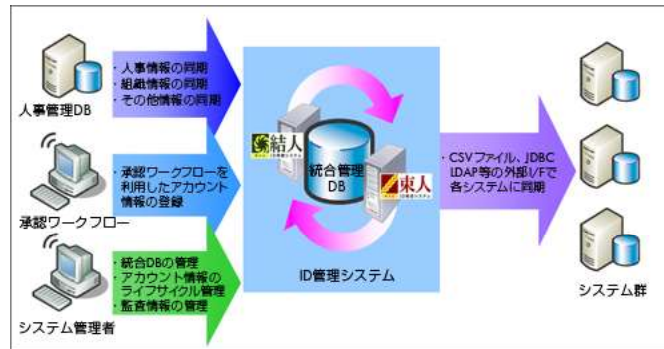 ・人事情報の同期
・組織情報の同期
・その他情報の同期
人事管理DB
・承認ワークフローを
利用したアカウント
情報の登録
承認ワークフロー
・統合DBの管理
・アカウント情報の
ライフサイクル管理
・監査情報の管理
システム管理者
結人
統合管理
DB
束人
ID管理システム
・CSVファイル、JDBC
LDAP等の外部I/Fで
各システムに同期
システム群